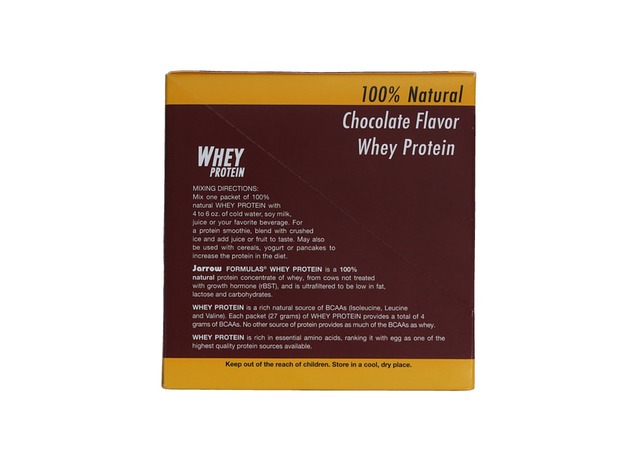 100% Natural
Chocolate Flavor
Whey Protein
WHEY
PROTEIN
MIXING DIRECTIONS:
Mix one packet of 100%
natural WHEY PROTEIN with
4 to 6 oz. of cold water, soy milk,
juice or your favorite beverage. For
a protein smoothie, blend with crushed
ice and add juice or fruit to taste. May also
be used with cereals, yogurt or pancakes to
increase the protein in the diet.
Jarrow FORMULAS® WHEY PROTEIN is a 100%
natural protein concentrate of whey, from cows not treated
with growth hormone (rBST), and is ultrafiltered to be low in fat,
lactose and carbohydrates.
WHEY PROTEIN is a rich natural source of BCAAs (Isoleucine, Leucine
and Valine). Each packet (27 grams) of WHEY PROTEIN provides a total of 4
grams of BCAAs. No other source of protein provides as much of the BCAAs as whey.
WHEY PROTEIN is rich in essential amino acids, ranking it with egg as one of the
highest quality protein sources available.
Keep out of the reach of children. Store in a cool, dry place.